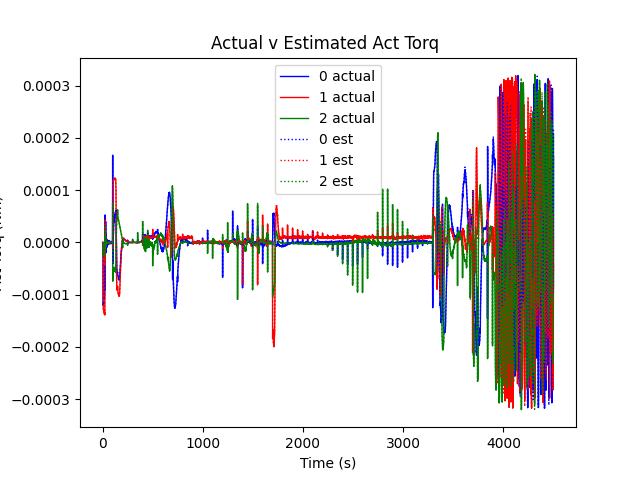 Actual v Estimated Act Torq
0 actual
1 actual
2 actual
0 est
1 est
2 est
0.0003
0.0002
0.0001
0.0000
−0.0001
−0.0002
−0.0003
0
1000
2000
3000
4000
Time (s)